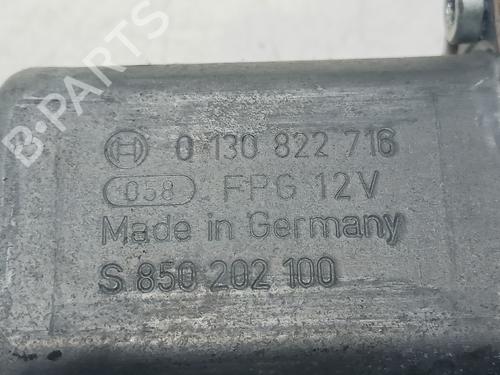 B-PARTS
0 130 822 716
058 FPG 12V
Made in Germany
S 850 202 100